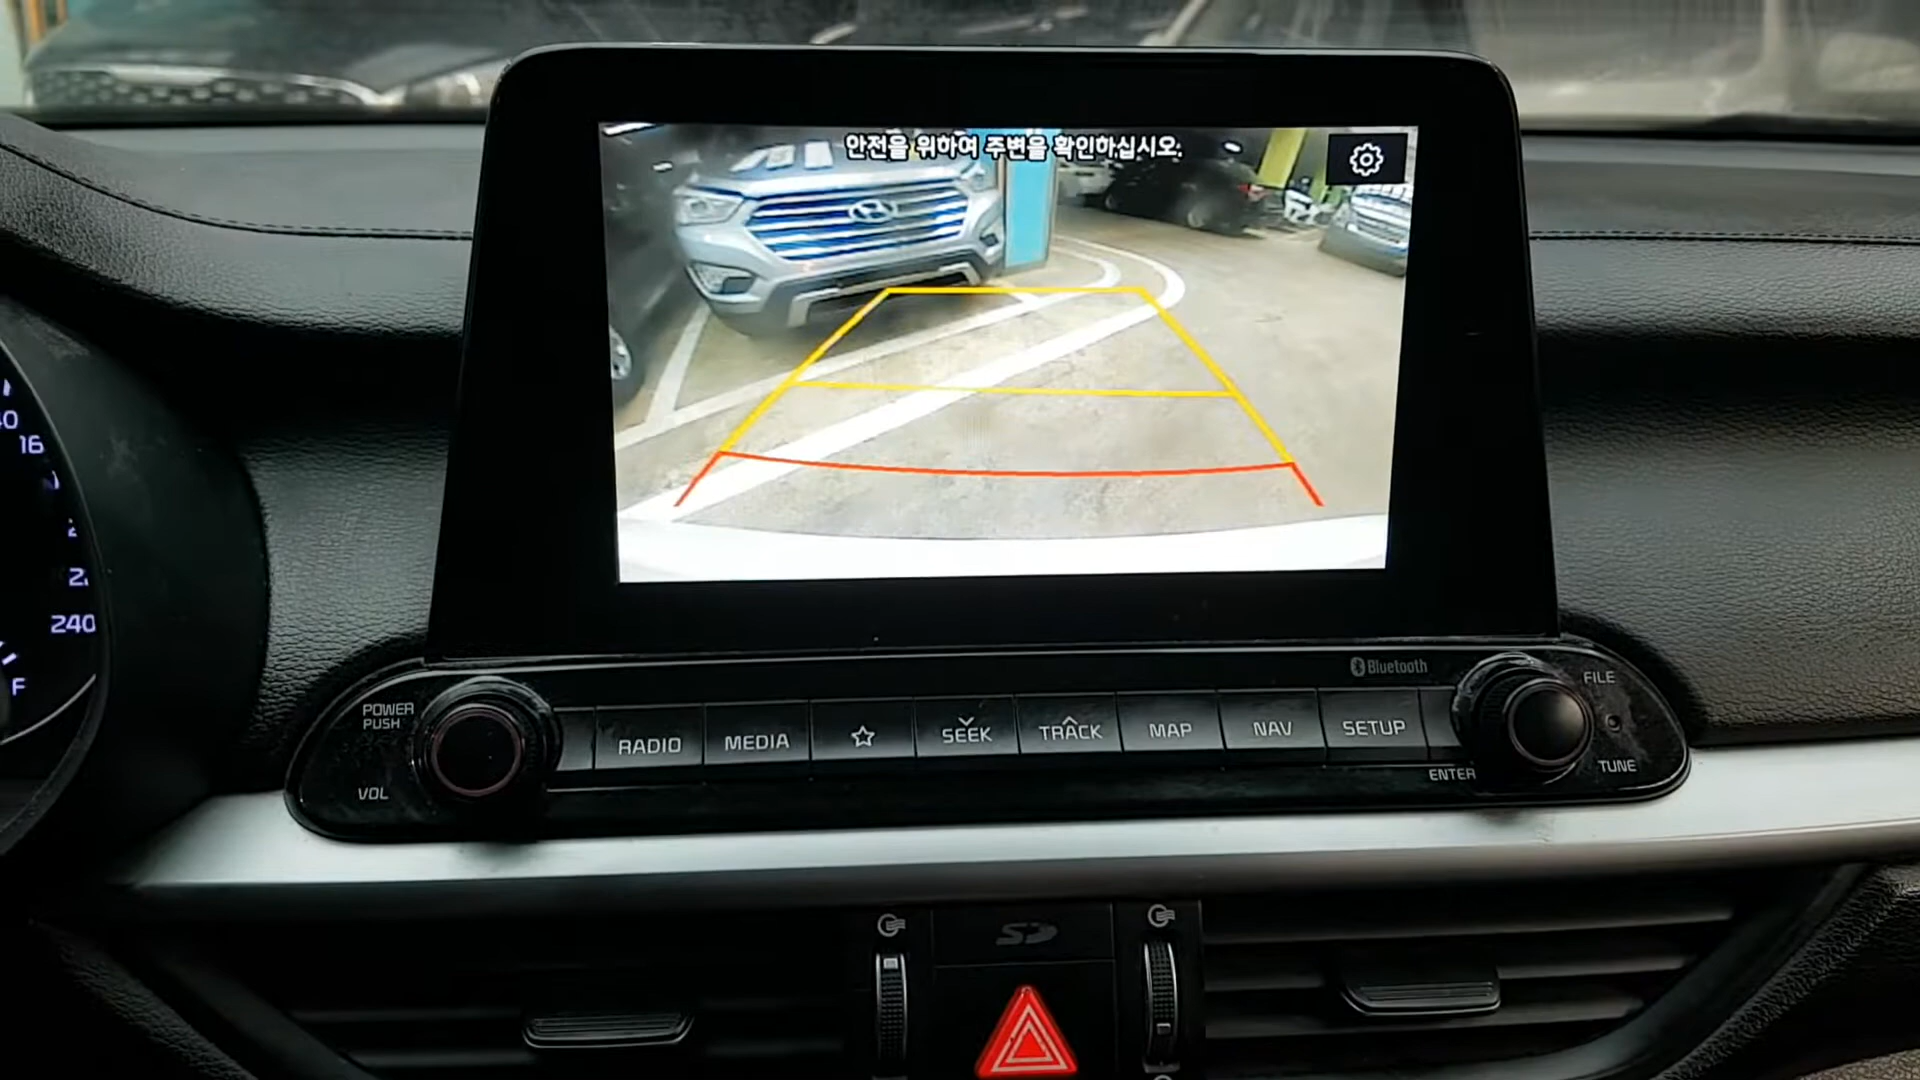 안전을 위하여 주변을 확인하십시오.
16
240
F
Bluetooth
POWER
PUSH
VOL
RADIO
MEDIA
SEEK
TRACK
MAP
NAV
SETUP
FILE
ENTER
TUNE
SD